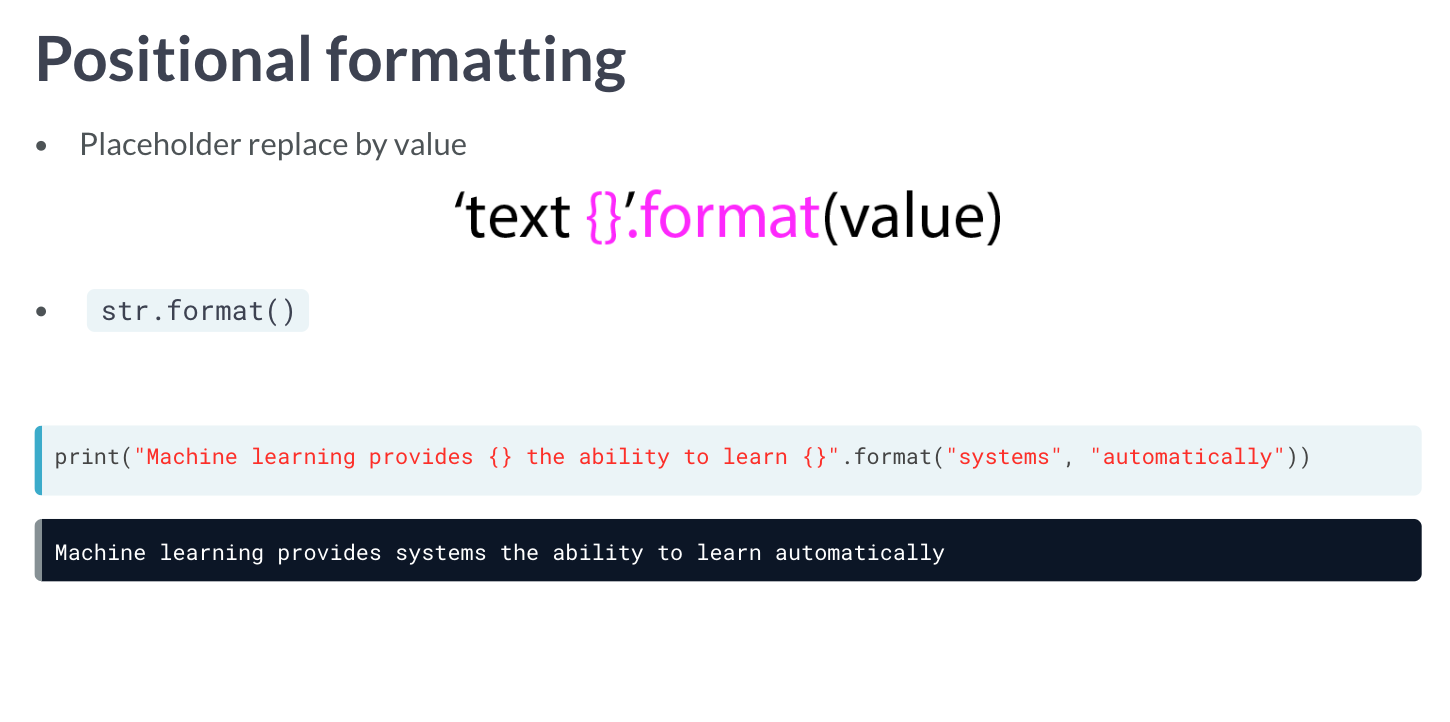 Positional formatting
• Placeholder replace by value
‘text {}’.format(value)
• str.format()
print("Machine learning provides {} the ability to learn {}".format("systems", "automatically"))
Machine learning provides systems the ability to learn automatically